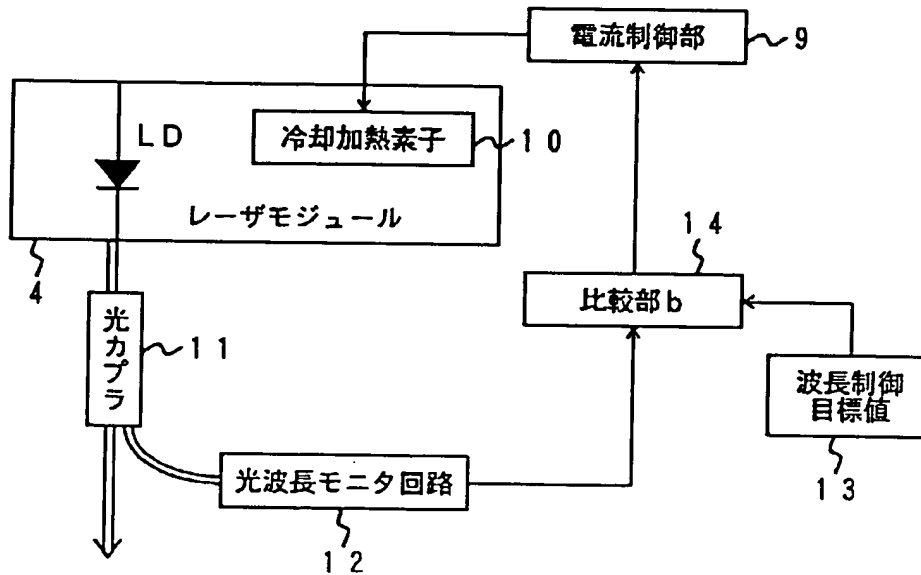 電流制御部
9
LD
冷却加熱素子
10
レーザモジュール
4
14
比較部b
光カプラ
11
波長制御
目標値
13
光波長モニタ回路
12